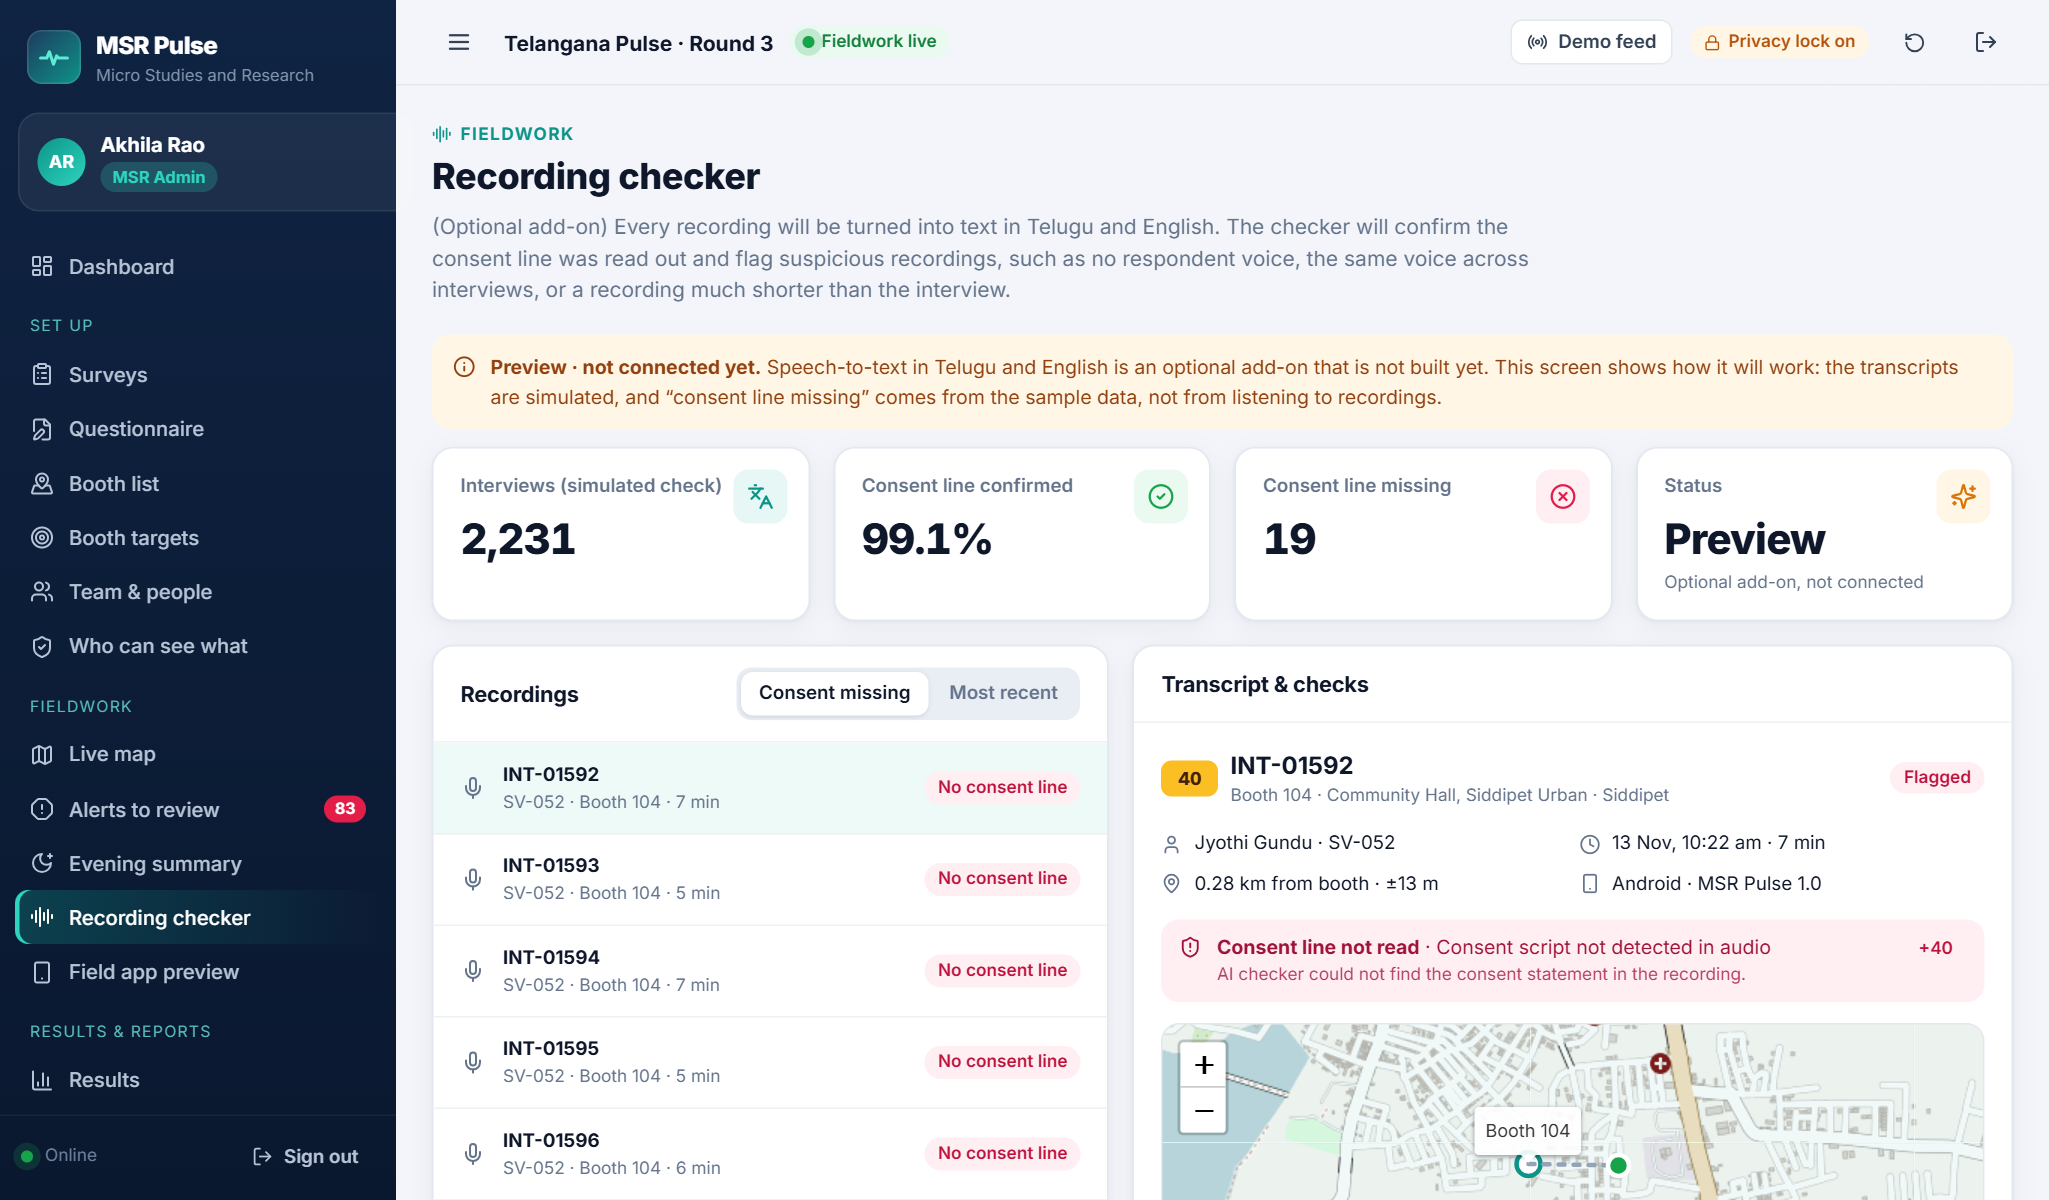 MSR Pulse
Micro Studies and Research
AR
Akhila Rao
MSR Admin
Dashboard
SET UP
Surveys
Questionnaire
Booth list
Booth targets
Team & people
Who can see what
FIELDWORK
Live map
Alerts to review
83
Evening summary
Recording checker
Field app preview
RESULTS & REPORTS
Results
Online
Sign out
Telangana Pulse · Round 3
Fieldwork live
Demo feed
Privacy lock on
FIELDWORK
Recording checker
(Optional add-on) Every recording will be turned into text in Telugu and English. The checker will confirm the
consent line was read out and flag suspicious recordings, such as no respondent voice, the same voice across
interviews, or a recording much shorter than the interview.
Preview · not connected yet. Speech-to-text in Telugu and English is an optional add-on that is not built yet. This screen shows how it will work: the transcripts
are simulated, and “consent line missing” comes from the sample data, not from listening to recordings.
Interviews (simulated check)
2,231
Consent line confirmed
99.1%
Consent line missing
19
Status
Preview
Optional add-on, not connected
Recordings
Consent missing
Most recent
INT-01592
SV-052 · Booth 104 · 7 min
No consent line
INT-01593
SV-052 · Booth 104 · 5 min
No consent line
INT-01594
SV-052 · Booth 104 · 7 min
No consent line
INT-01595
SV-052 · Booth 104 · 5 min
No consent line
INT-01596
SV-052 · Booth 104 · 6 min
No consent line
Transcript & checks
40
INT-01592
Booth 104 · Community Hall, Siddipet Urban · Siddipet
Flagged
Jyothi Gundu · SV-052
13 Nov, 10:22 am · 7 min
0.28 km from booth · ±13 m
Android · MSR Pulse 1.0
Consent line not read · Consent script not detected in audio
+40
AI checker could not find the consent statement in the recording.
+
−
Booth 104